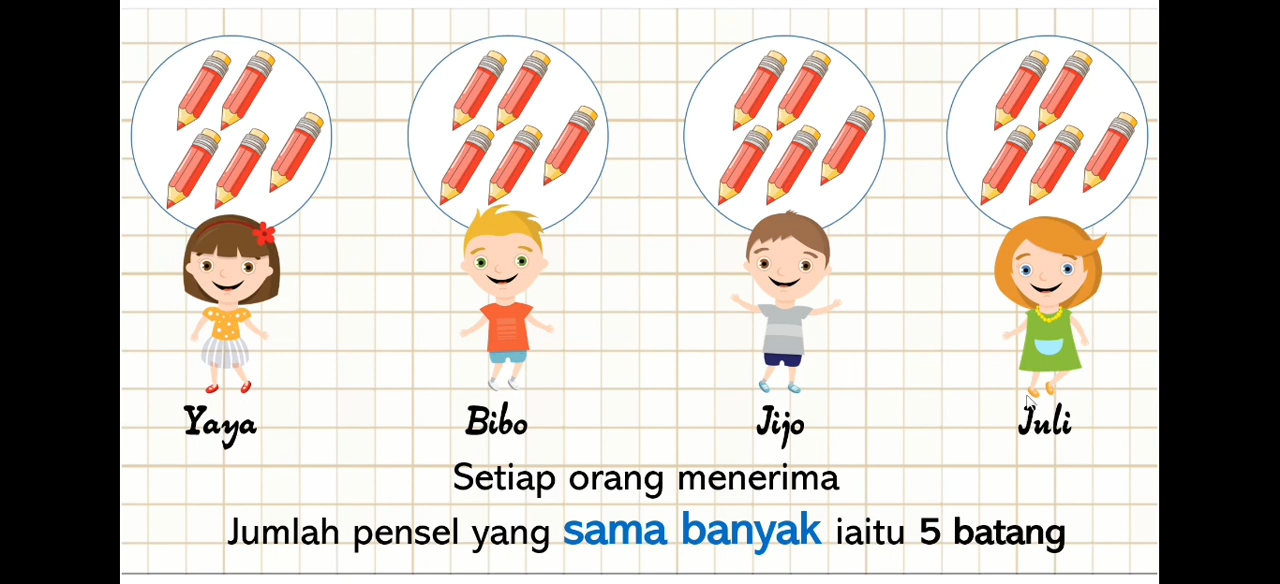 Yaya Bibo Jijo Juli
Setiap orang menerima
Jumlah pensel yang sama banyak iaitu 5 batang